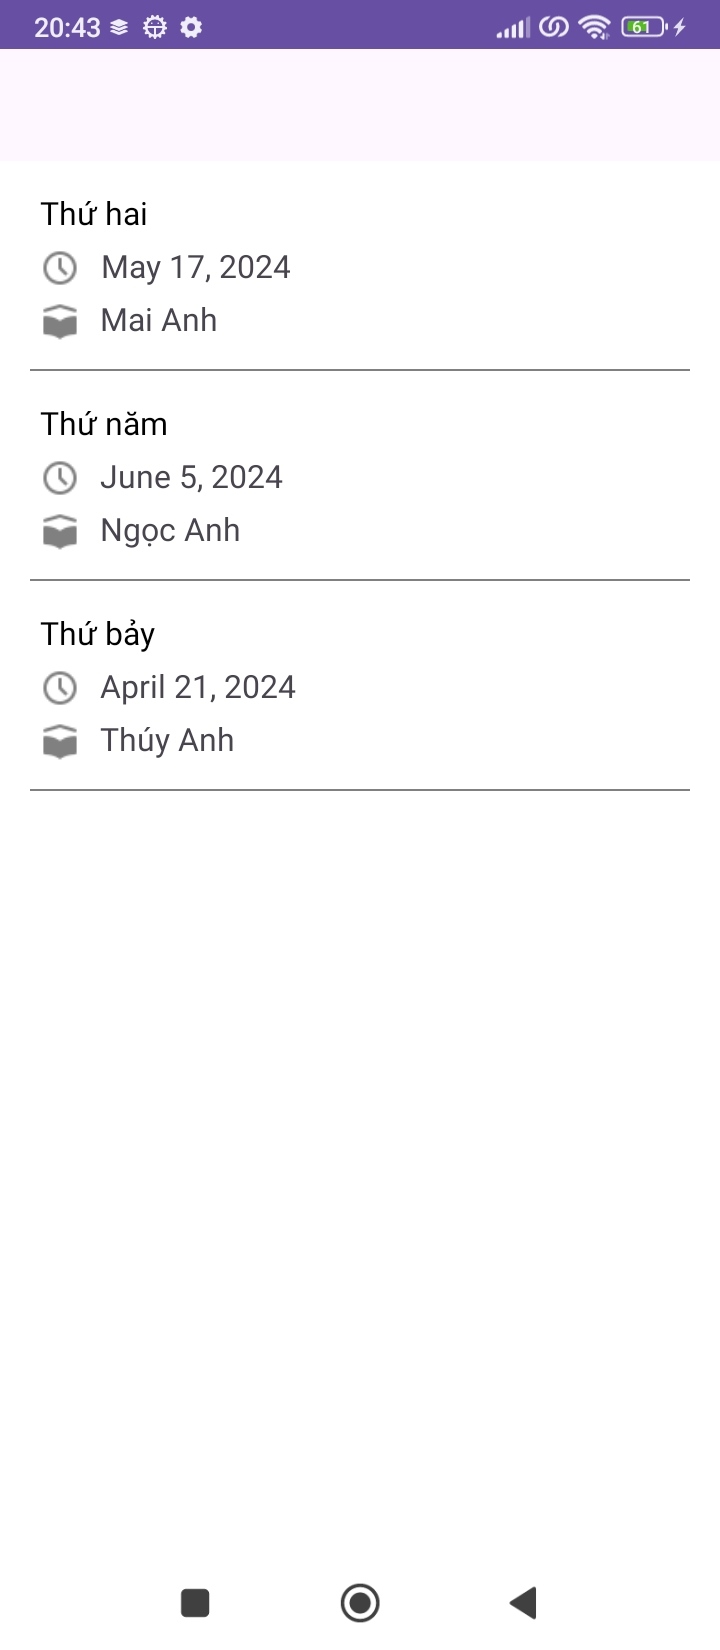 20:43
61
Thứ hai
May 17, 2024
Mai Anh
Thứ năm
June 5, 2024
Ngọc Anh
Thứ bảy
April 21, 2024
Thúy Anh